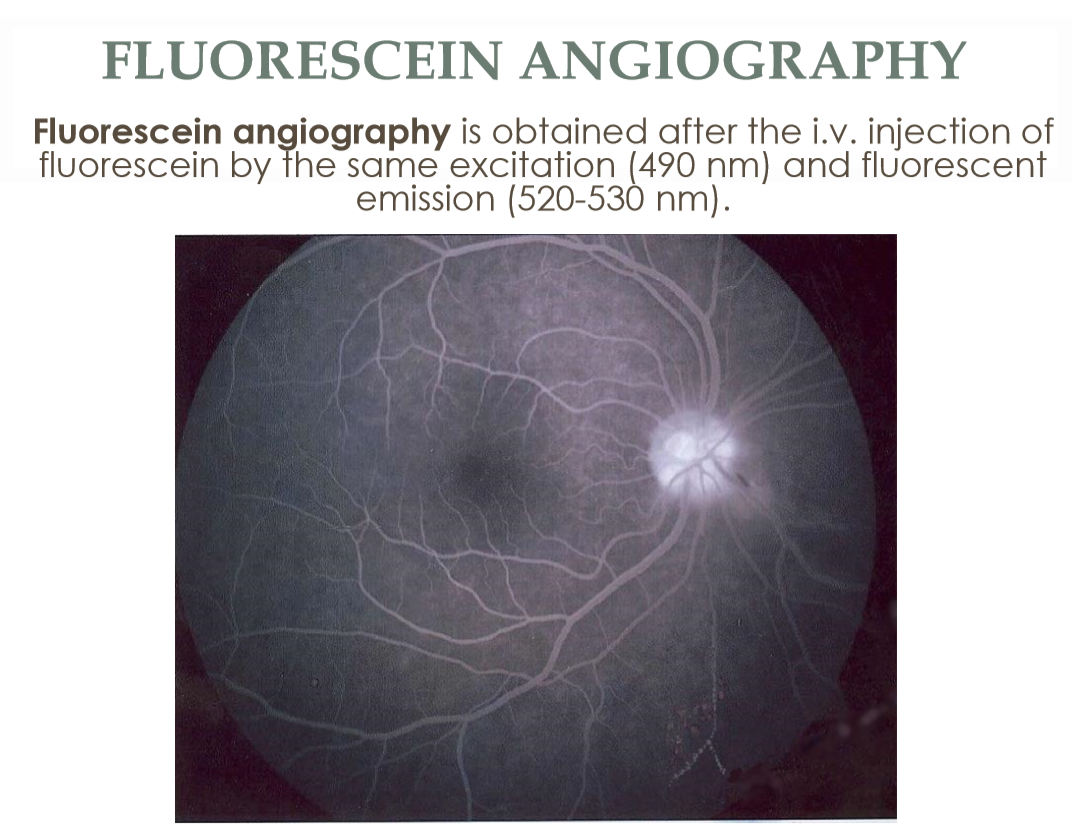 FLUORESCEIN ANGIOGRAPHY
Fluorescein angiography is obtained after the i.v. injection of
fluorescein by the same excitation (490 nm) and fluorescent
emission (520-530 nm).